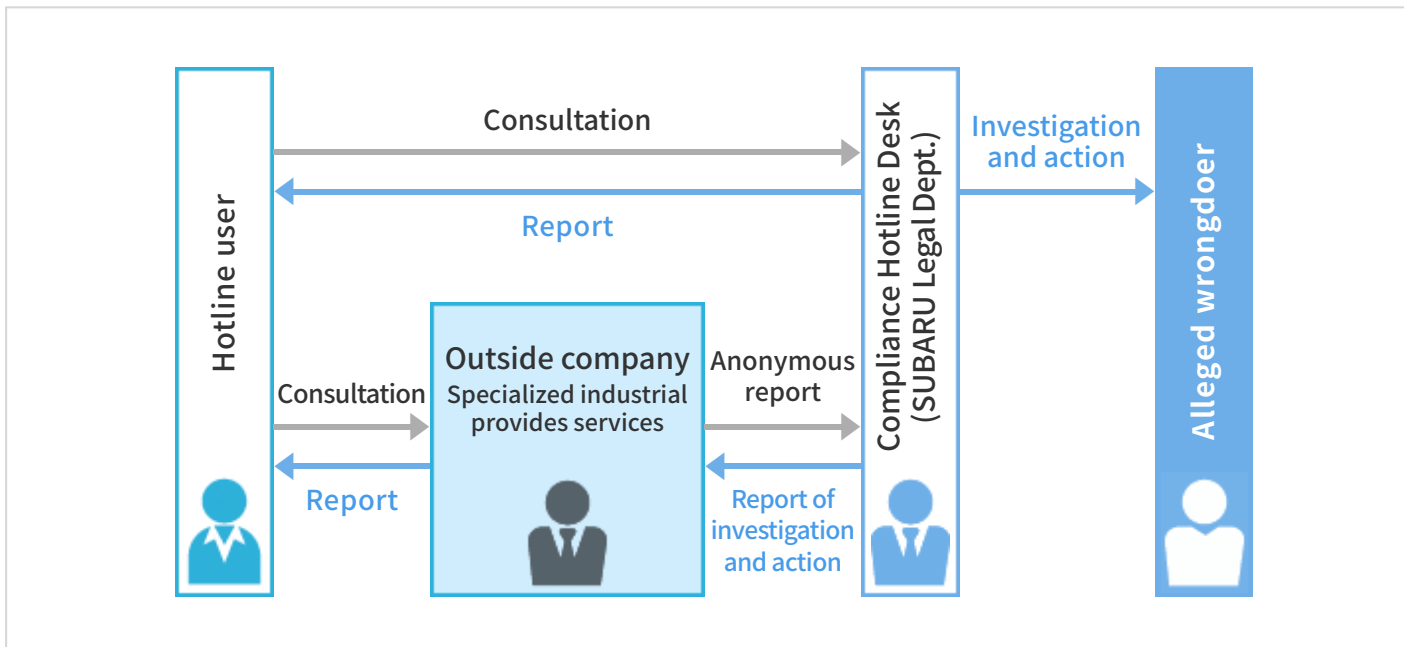 Hotline user
Consultation
Report
Consultation
Report
Outside company
Specialized industrial
provides services
Anonymous
report
Report of
investigation
and action
Compliance Hotline Desk
(SUBARU Legal Dept.)
Investigation
and action
Alleged wrongdoer